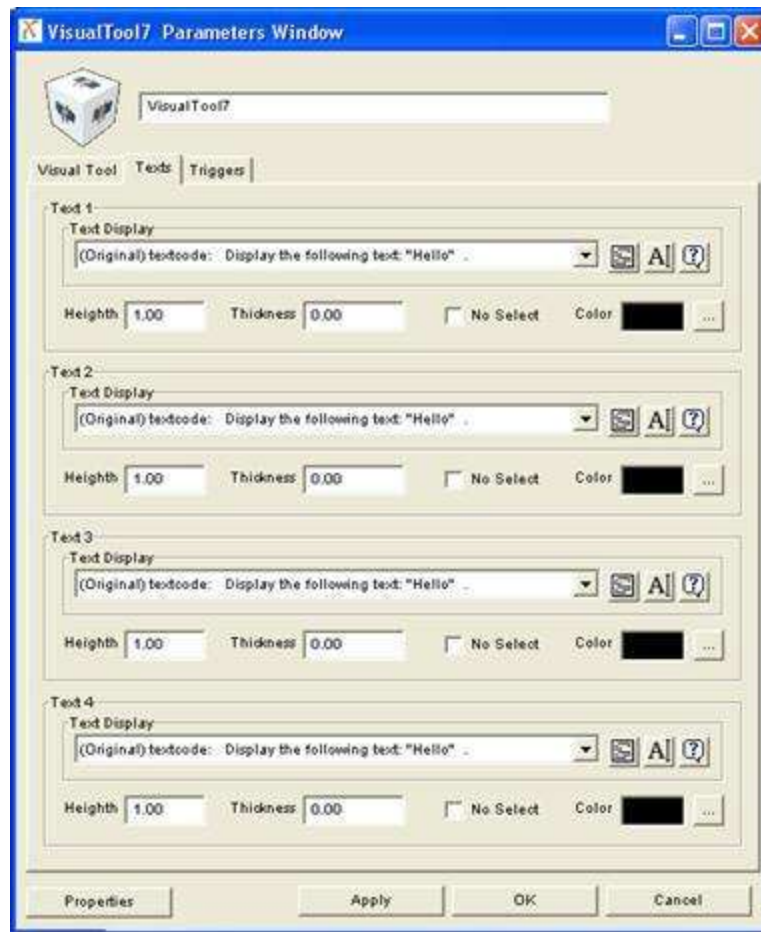 VisualTool7 Parameters Window
VisualTool7
Visual Tool Texts Triggers
Text 1
Text Display
(Original) textcode: Display the following text: "Hello" .
Heighth 1.00 Thickness 0.00 No Select Color ...
Text 2
Text Display
(Original) textcode: Display the following text: "Hello" .
Heighth 1.00 Thickness 0.00 No Select Color ...
Text 3
Text Display
(Original) textcode: Display the following text: "Hello" .
Heighth 1.00 Thickness 0.00 No Select Color ...
Text 4
Text Display
(Original) textcode: Display the following text: "Hello" .
Heighth 1.00 Thickness 0.00 No Select Color ...
Properties Apply OK Cancel